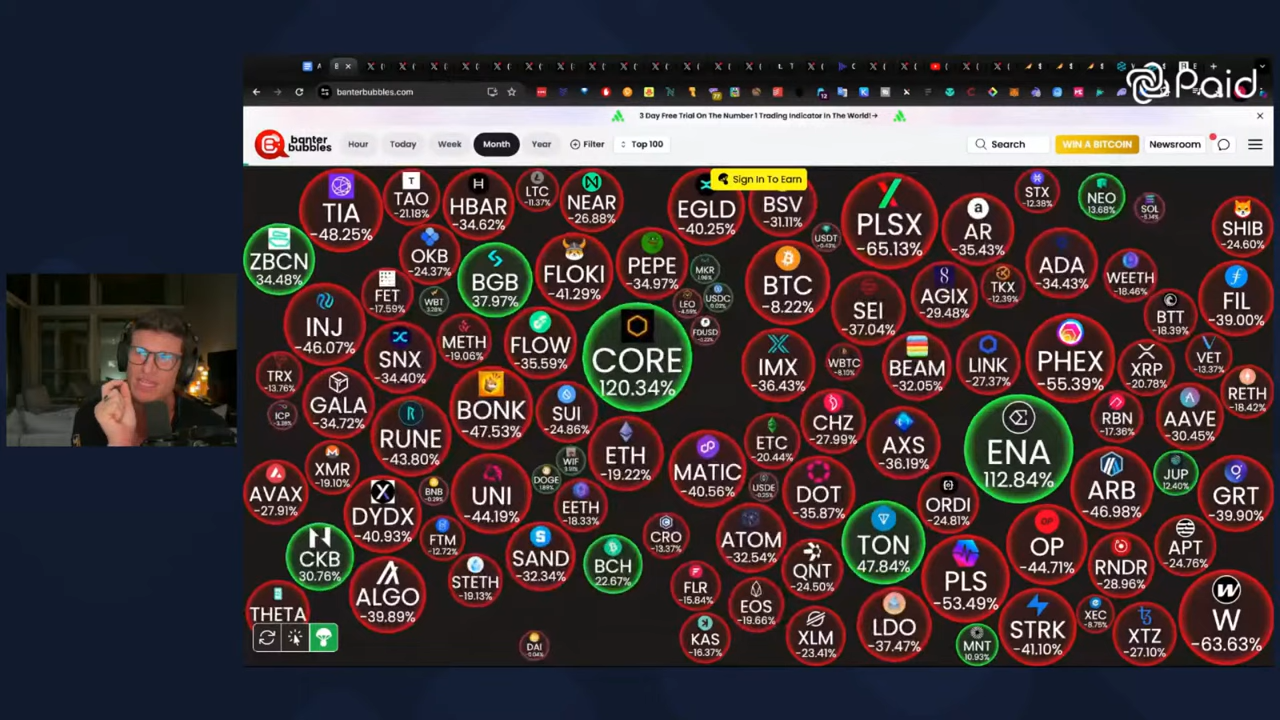 Paid
banterbubbles.com
3 Day Free Trial On The Number 1 Trading Indicator In The World!→
banter
bubbles
Hour
Today
Week
Month
Year
Filter
Top 100
Search
WIN A BITCOIN
Newsroom
Sign In To Earn
TIA
-48.25%
TAO
-21.18%
HBAR
-34.62%
LTC
-11.37%
NEAR
-26.88%
EGLD
-40.25%
BSV
-31.11%
PLSX
-65.13%
AR
-35.43%
STX
-12.38%
NEO
13.68%
SOL
SHIB
-24.60%
ZBCN
34.48%
OKB
-24.37%
BGB
37.97%
FLOKI
-41.29%
PEPE
-34.97%
MKR
USDT
BTC
-8.22%
ADA
-34.43%
WEETH
-18.46%
FIL
-39.00%
FET
-17.59%
WBT
LEO
USDC
SEI
-37.04%
AGIX
-29.48%
TKX
-12.39%
BTT
-18.39%
INJ
-46.07%
SNX
-34.40%
METH
-19.06%
FLOW
-35.59%
CORE
120.34%
FDUSD
IMX
-36.43%
WBTC
-8.10%
BEAM
-32.05%
LINK
-27.37%
PHEX
-55.39%
XRP
-20.78%
VET
-13.37%
TRX
-13.76%
RETH
-18.42%
ICP
GALA
-34.72%
RUNE
-43.80%
BONK
-47.53%
SUI
-24.86%
ETH
-19.22%
MATIC
-40.56%
ETC
-20.44%
CHZ
-27.99%
AXS
-36.19%
ENA
112.84%
RBN
-17.36%
AAVE
-30.45%
AVAX
-27.91%
XMR
-19.10%
DYDX
-40.93%
BNB
UNI
-44.19%
DOGE
WIF
EETH
-18.33%
USDE
DOT
-35.87%
ORDI
-24.81%
ARB
-46.98%
JUP
12.40%
GRT
-39.90%
CKB
30.76%
FTM
-12.72%
STETH
-19.13%
SAND
-32.34%
BCH
22.67%
CRO
-13.37%
ATOM
-32.54%
QNT
-24.50%
TON
47.84%
PLS
-53.49%
OP
-44.71%
RNDR
-28.96%
APT
-24.76%
THETA
ALGO
-39.89%
DAI
FLR
-15.84%
KAS
-16.37%
EOS
-19.66%
XLM
-23.41%
LDO
-37.47%
MNT
10.93%
STRK
-41.10%
XEC
-8.75%
XTZ
-27.10%
W
-63.63%